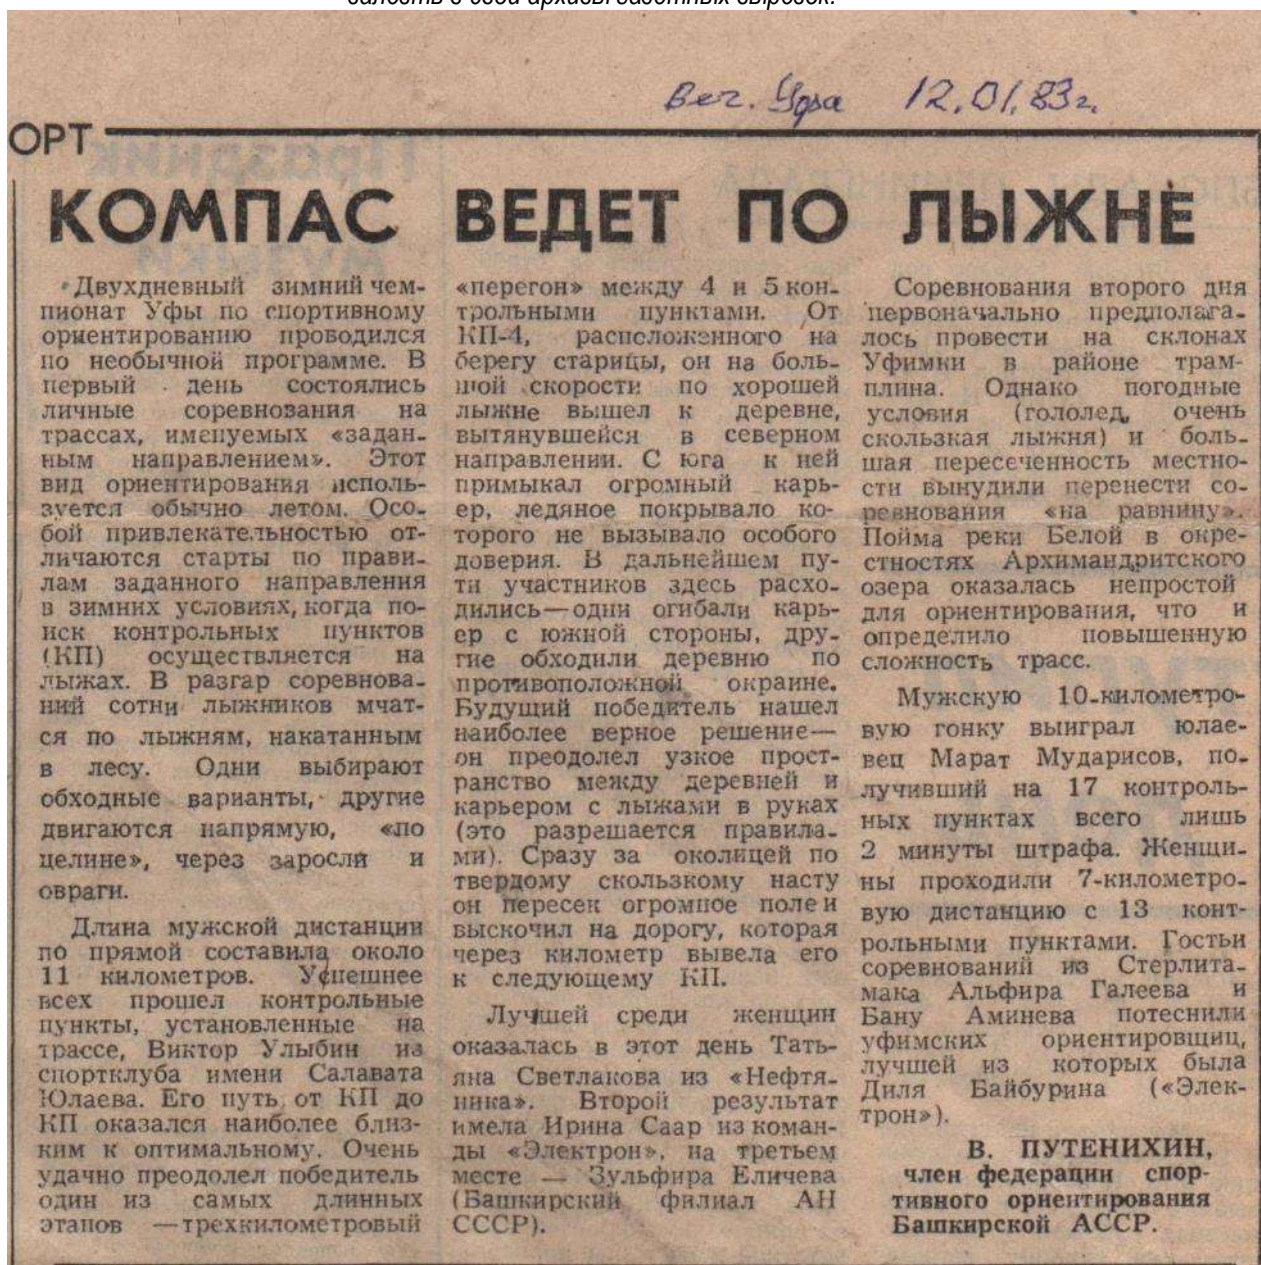 Веч. Уфа 12.01.83г.
ОРТ
КОМПАС ВЕДЕТ ПО ЛЫЖНЕ
Двухдневный зимний чем-
пионат Уфы по спортивному
ориентированию проводился
по необычной программе. В
первый день состоялись
личные соревнования на
трассах, именуемых «задан-
ным направлением». Этот
вид ориентирования исполь-
зуется обычно летом. Осо-
бой привлекательностью от-
личаются старты по прави-
лам заданного направления
в зимних условиях, когда по-
иск контрольных пунктов
(КП) осуществляется на
лыжах. В разгар соревнова-
ний сотни лыжников мчат-
ся по лыжням, накатанным
в лесу. Одни выбирают
обходные варианты, другие
двигаются напрямую, «по
целине», через заросли и
овраги.
Длина мужской дистанции
по прямой составила около
11 километров. Успешнее
всех прошел контрольные
пункты, установленные на
трассе, Виктор Улыбин из
спортклуба имени Салавата
Юлаева. Его путь от КП до
КП оказался наиболее близ-
ким к оптимальному. Очень
удачно преодолел победитель
один из самых длинных
этапов —трехкилометровый
«перегон» между 4 и 5 кон-
трольными пунктами. От
КП-4, расположенного на
берегу старицы, он на боль-
шой скорости по хорошей
лыжне вышел к деревне,
вытянувшейся в северном
направлении. С юга к ней
примыкал огромный карь-
ер, ледяное покрывало ко-
торого не вызывало особого
доверия. В дальнейшем пу-
ти участников здесь расхо-
дились—одни огибали карь-
ер с южной стороны, дру-
гие обходили деревню по
противоположной окраине.
Будущий победитель нашел
наиболее верное решение—
он преодолел узкое прост-
ранство между деревней и
карьером с лыжами в руках
(это разрешается правила-
ми). Сразу за околицей по
твердому скользкому насту
он пересек огромное поле и
выскочил на дорогу, которая
через километр вывела его
к следующему КП.
Лучшей среди женщин
оказалась в этот день Тать-
яна Светлакова из «Нефтя-
ника». Второй результат
имела Ирина Саар из коман-
ды «Электрон», на третьем
месте — Зульфира Еличева
(Башкирский филиал АН
СССР).
Соревнования второго дня
первоначально предполага-
лось провести на склонах
Уфимки в районе трам-
плина. Однако погодные
условия (гололед, очень
скользкая лыжня) и боль-
шая пересеченность местно-
сти вынудили перенести со-
ревнования «на равнину».
Пойма реки Белой в окре-
стностях Архимандритского
озера оказалась непростой
для ориентирования, что и
определило повышенную
сложность трасс.
Мужскую 10-километро-
вую гонку выиграл юлае-
вец Марат Мударисов, по-
лучивший на 17 контроль-
ных пунктах всего лишь
2 минуты штрафа. Женщи-
ны проходили 7-километро-
вую дистанцию с 13 конт-
рольными пунктами. Гостьи
соревнований из Стерлита-
мака Альфира Галеева и
Бану Аминева потеснили
уфимских ориентировщиц,
лучшей из которых была
Диля Байбурина («Элек-
трон»).
В. ПУТЕНИХИН,
член федерации спор-
тивного ориентирования
Башкирской АССР.